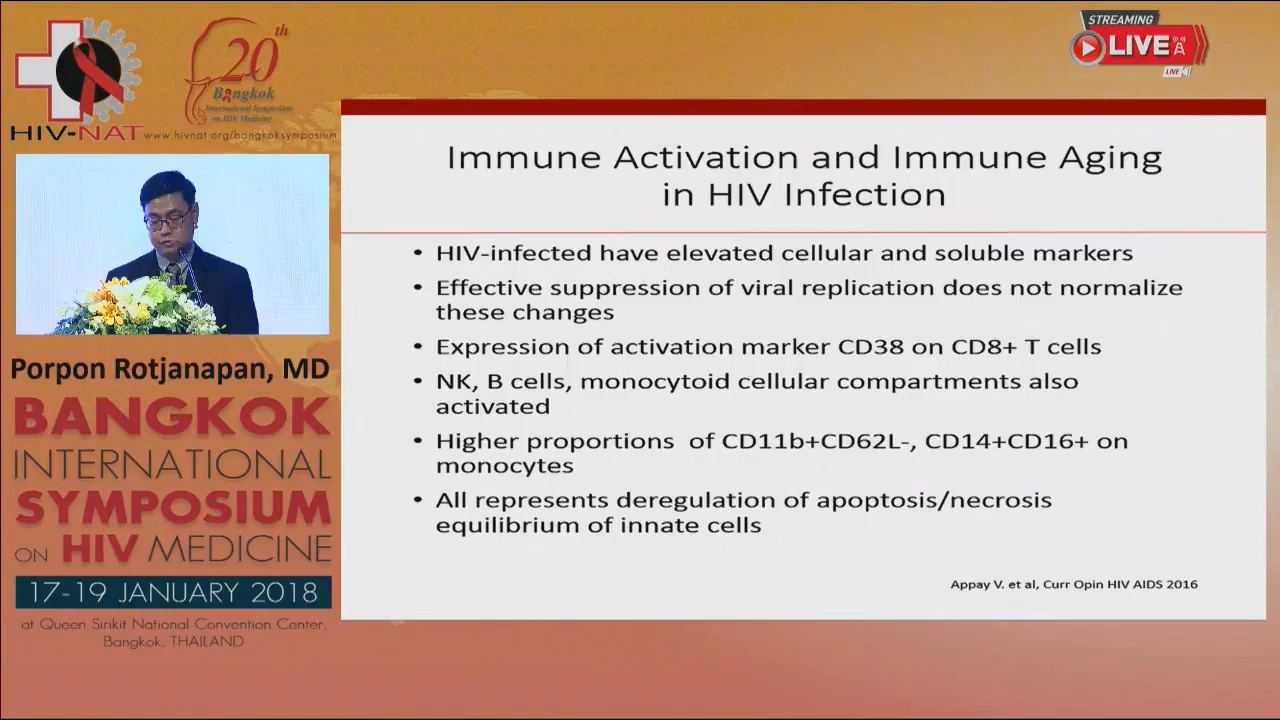 STREAMING
LIVE
LIVE
HIV-NAT
20th
Bangkok
International Symposium
on HIV Medicine
www.hivnat.org/bangkoksymposium
Immune Activation and Immune Aging
in HIV Infection
• HIV-infected have elevated cellular and soluble markers
• Effective suppression of viral replication does not normalize
these changes
• Expression of activation marker CD38 on CD8+ T cells
• NK, B cells, monocytoid cellular compartments also
activated
• Higher proportions of CD11b+CD62L-, CD14+CD16+ on
monocytes
• All represents deregulation of apoptosis/necrosis
equilibrium of innate cells
Appay V. et al, Curr Opin HIV AIDS 2016
Porpon Rotjanapan, MD
BANGKOK
INTERNATIONAL
SYMPOSIUM
ON HIV MEDICINE
17-19 JANUARY 2018
at Queen Sirikit National Convention Center,
Bangkok, THAILAND